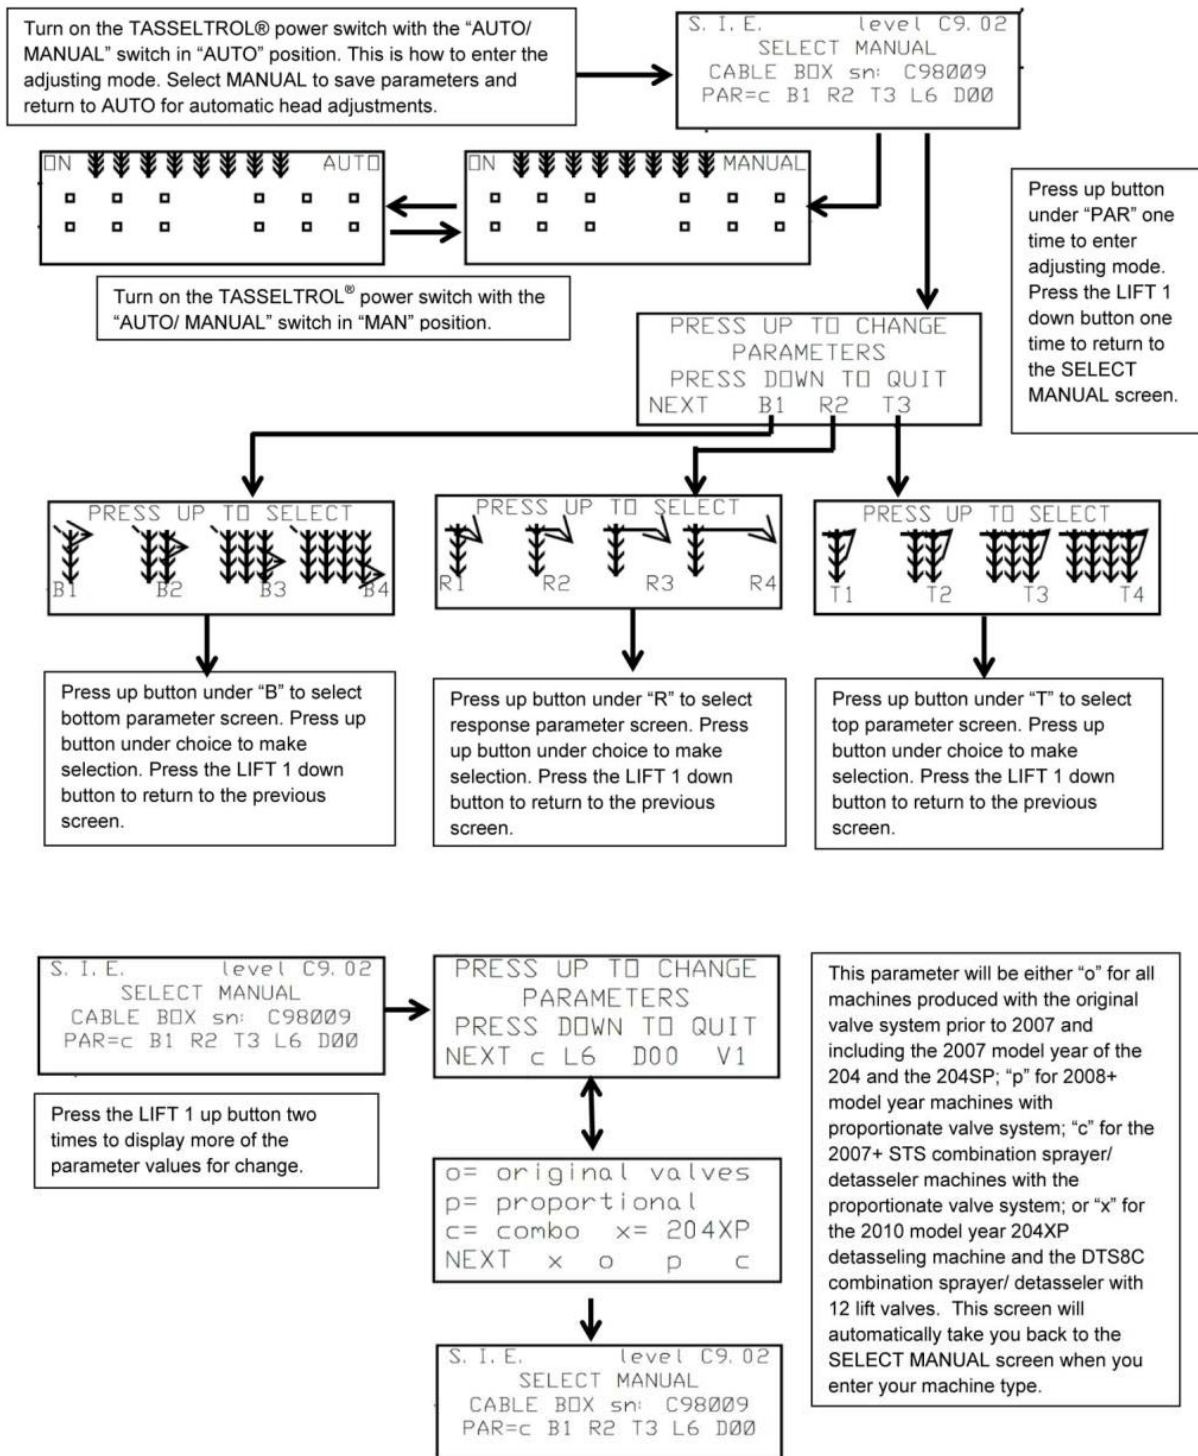 Turn on the TASSELTROL® power switch with the “AUTO/
MANUAL” switch in “AUTO” position. This is how to enter the
adjusting mode. Select MANUAL to save parameters and
return to AUTO for automatic head adjustments.
S. I. E. level C9.02
SELECT MANUAL
CABLE BOX sn: C98009
PAR=c B1 R2 T3 L6 D00
ON AUTO
ON MANUAL
Turn on the TASSELTROL® power switch with the
“AUTO/ MANUAL” switch in “MAN” position.
Press up button
under “PAR” one
time to enter
adjusting mode.
Press the LIFT 1
down button one
time to return to
the SELECT
MANUAL screen.
PRESS UP TO CHANGE
PARAMETERS
PRESS DOWN TO QUIT
NEXT B1 R2 T3
PRESS UP TO SELECT
B1 B2 B3 B4
PRESS UP TO SELECT
R1 R2 R3 R4
PRESS UP TO SELECT
T1 T2 T3 T4
Press up button under “B” to select
bottom parameter screen. Press up
button under choice to make
selection. Press the LIFT 1 down
button to return to the previous
screen.
Press up button under “R” to select
response parameter screen. Press
up button under choice to make
selection. Press the LIFT 1 down
button to return to the previous
screen.
Press up button under “T” to select
top parameter screen. Press up
button under choice to make
selection. Press the LIFT 1 down
button to return to the previous
screen.
S. I. E. level C9.02
SELECT MANUAL
CABLE BOX sn: C98009
PAR=c B1 R2 T3 L6 D00
Press the LIFT 1 up button two
times to display more of the
parameter values for change.
PRESS UP TO CHANGE
PARAMETERS
PRESS DOWN TO QUIT
NEXT c L6 D00 V1
o= original valves
p= proportional
c= combo x= 204XP
NEXT x o p c
S. I. E. level C9.02
SELECT MANUAL
CABLE BOX sn: C98009
PAR=c B1 R2 T3 L6 D00
This parameter will be either “o” for all
machines produced with the original
valve system prior to 2007 and
including the 2007 model year of the
204 and the 204SP; “p” for 2008+
model year machines with
proportionate valve system; “c” for the
2007+ STS combination sprayer/
detasseler machines with the
proportionate valve system; or “x” for
the 2010 model year 204XP
detasseling machine and the DTS8C
combination sprayer/ detasseler with
12 lift valves. This screen will
automatically take you back to the
SELECT MANUAL screen when you
enter your machine type.